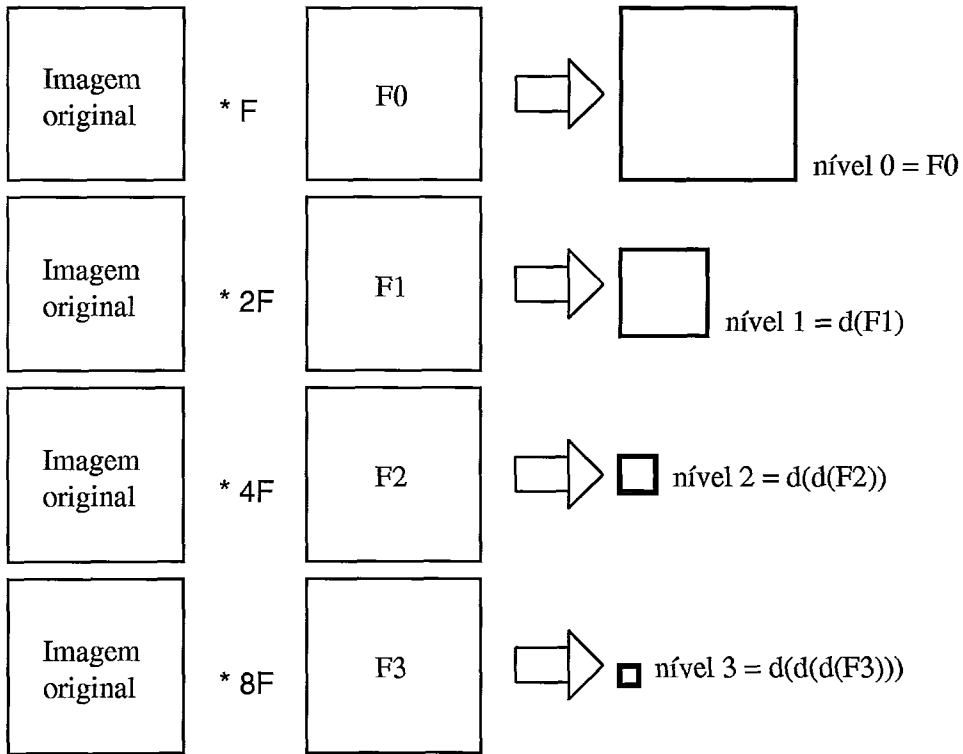 Imagem
original
* F
F0
nível 0 = F0
Imagem
original
* 2F
F1
nível 1 = d(F1)
Imagem
original
* 4F
F2
nível 2 = d(d(F2))
Imagem
original
* 8F
F3
nível 3 = d(d(d(F3)))